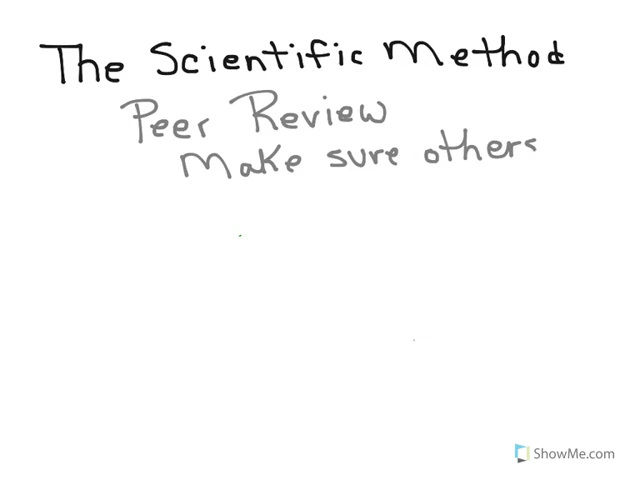 The Scientific Method
Peer Review
Make sure others
ShowMe.com